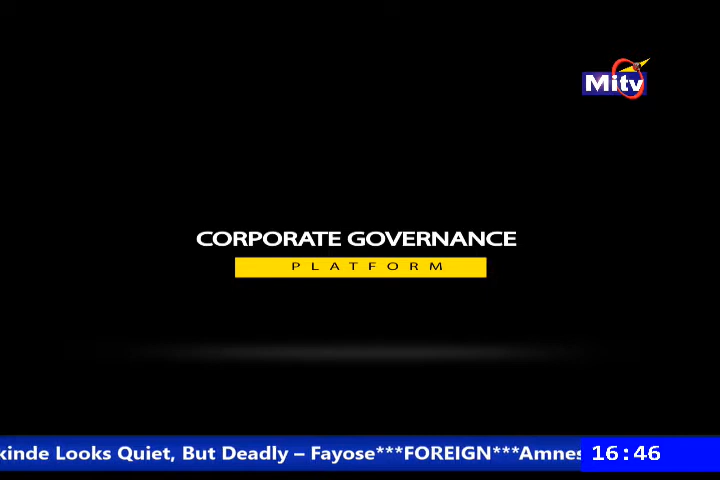 Mitv
CORPORATE GOVERNANCE
PLATFORM
kinde Looks Quiet, But Deadly – Fayose***FOREIGN***Amnes
16:46